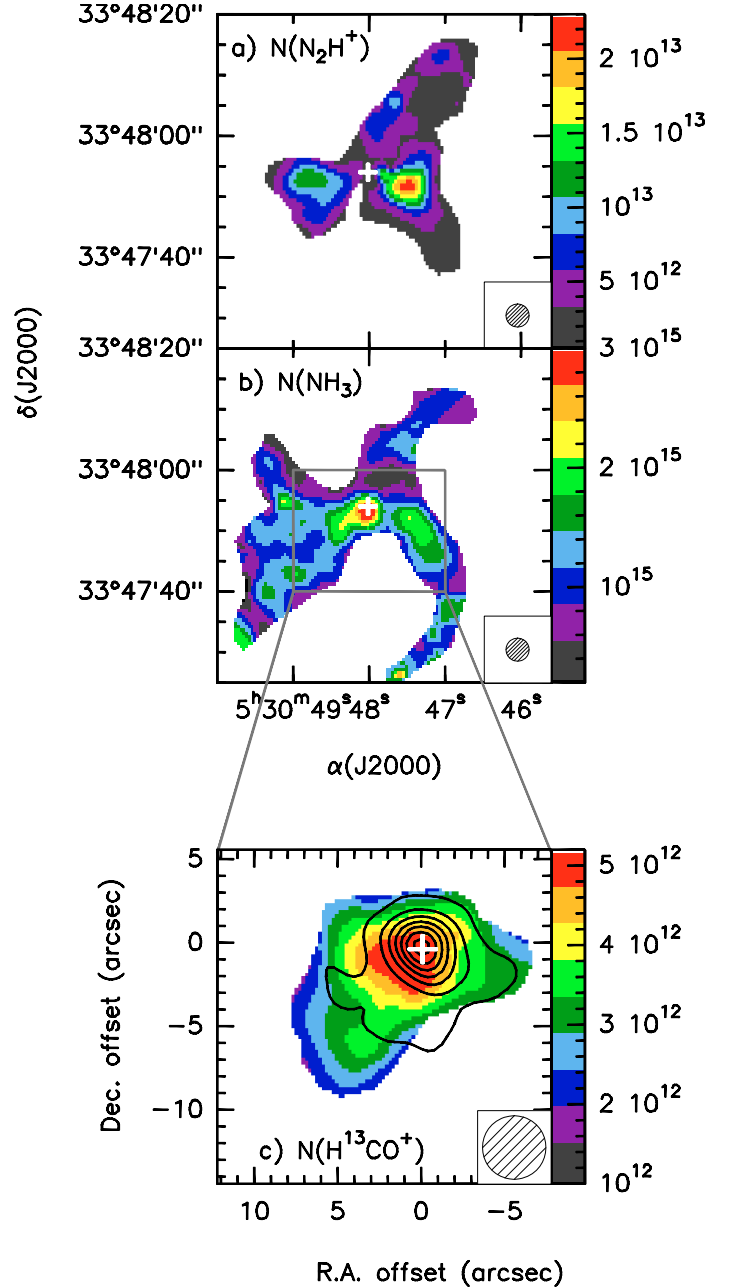 33°48'20"
a) N(N₂H⁺)
2 10¹³
33°48'00"
1.5 10¹³
10¹³
33°47'40"
5 10¹²
δ(J2000)
33°48'20"
3 10¹⁵
b) N(NH₃)
33°48'00"
2 10¹⁵
33°47'40"
10¹⁵
5ʰ30ᵐ49ˢ48ˢ 47ˢ 46ˢ
α(J2000)
5
5 10¹²
0
4 10¹²
Dec. offset (arcsec)
−5
3 10¹²
−10
2 10¹²
c) N(H¹³CO⁺)
10¹²
10 5 0 −5
R.A. offset (arcsec)